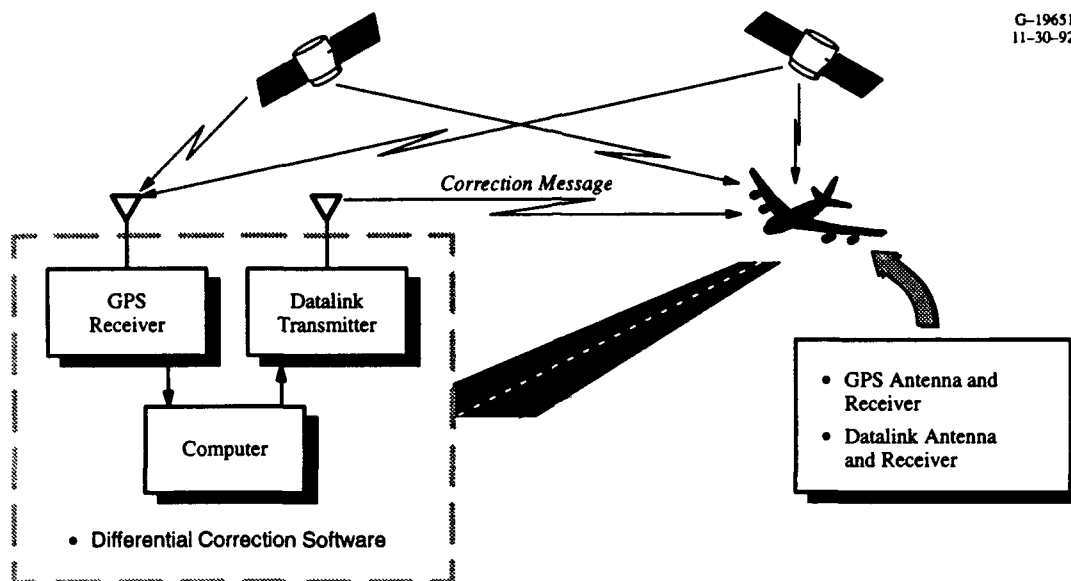 G–19651
11–30–92
Correction Message
GPS
Receiver
Datalink
Transmitter
Computer
• Differential Correction Software
• GPS Antenna and
Receiver
• Datalink Antenna
and Receiver